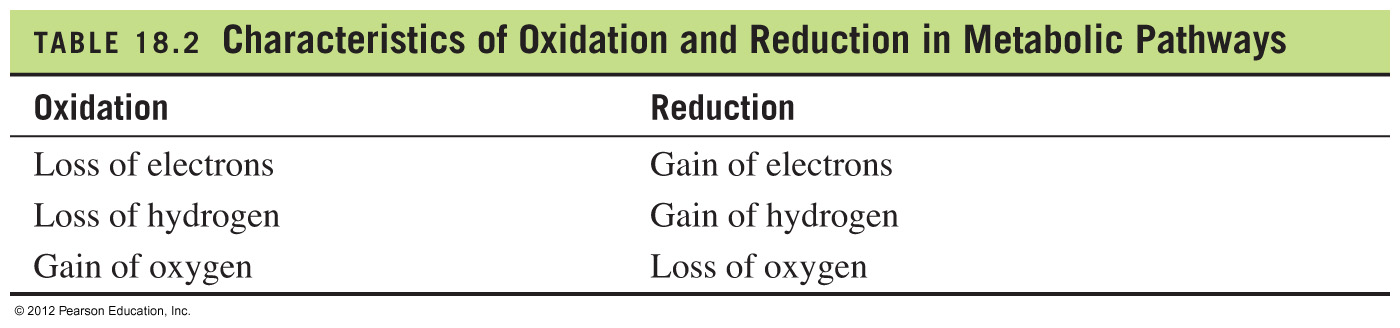 TABLE 18.2 Characteristics of Oxidation and Reduction in Metabolic Pathways
Oxidation Reduction
Loss of electrons Gain of electrons
Loss of hydrogen Gain of hydrogen
Gain of oxygen Loss of oxygen
© 2012 Pearson Education, Inc.